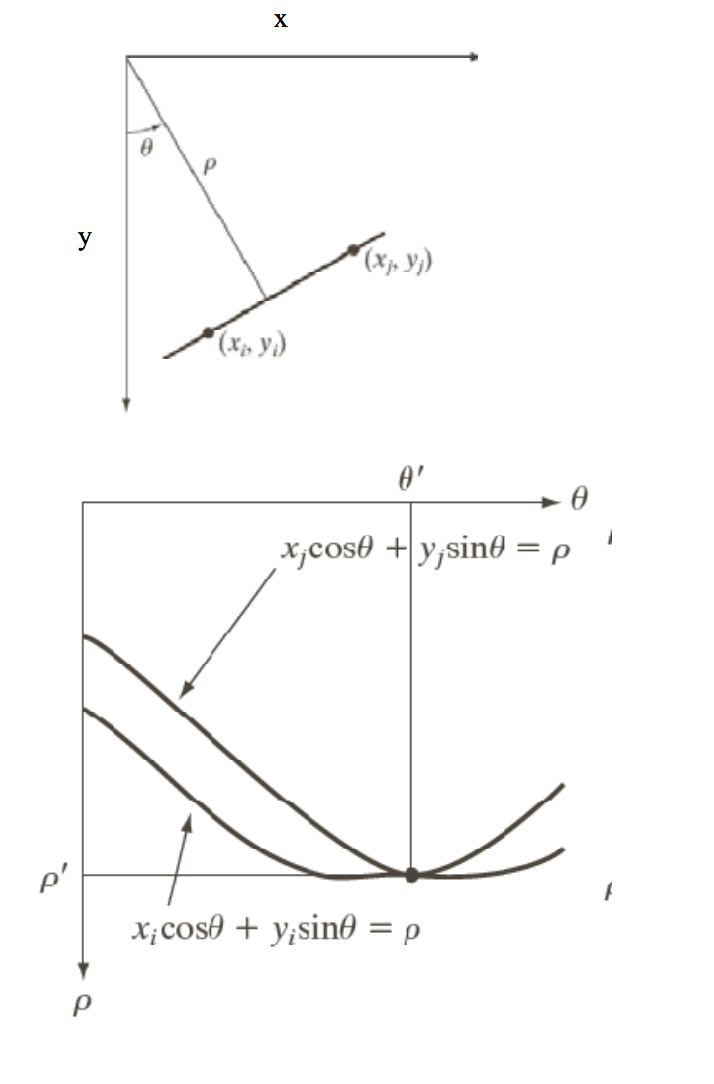 x
θ
ρ
y
(xⱼ, yⱼ)
(xᵢ, yᵢ)
θ′
θ
xⱼcosθ + yⱼsinθ = ρ
ρ′
xᵢcosθ + yᵢsinθ = ρ
ρ